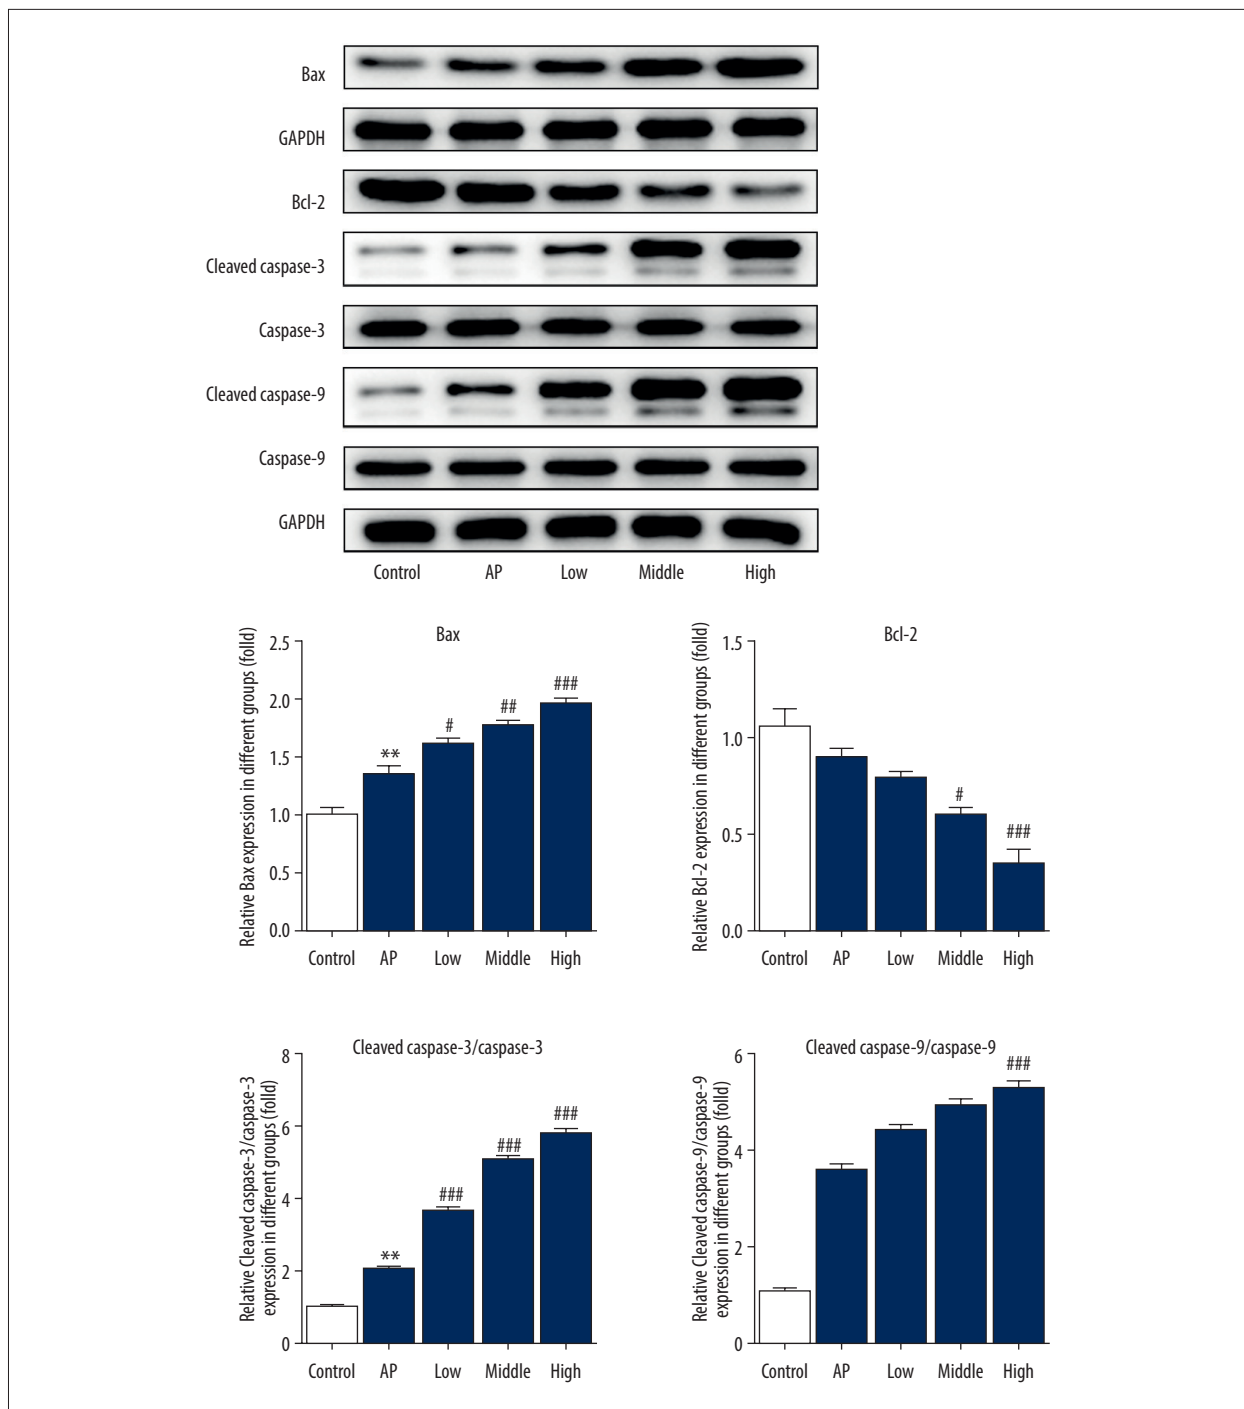 Bax
GAPDH
Bcl-2
Cleaved caspase-3
Caspase-3
Cleaved caspase-9
Caspase-9
GAPDH
Control AP Low Middle High
Bax
Relative Bax expression in different groups (folld)
2.5
2.0
1.5
1.0
0.5
0.0
**
#
##
###
Control AP Low Middle High
Bcl-2
Relative Bcl-2 expression in different groups (folld)
1.5
1.0
0.5
0.0
#
###
Control AP Low Middle High
Cleaved caspase-3/caspase-3
Relative Cleaved caspase-3/caspase-3
expression in different groups (folld)
8
6
4
2
0
**
###
###
###
Control AP Low Middle High
Cleaved caspase-9/caspase-9
Relative Cleaved caspase-9/caspase-9
expression in different groups (folld)
6
4
2
0
###
Control AP Low Middle High